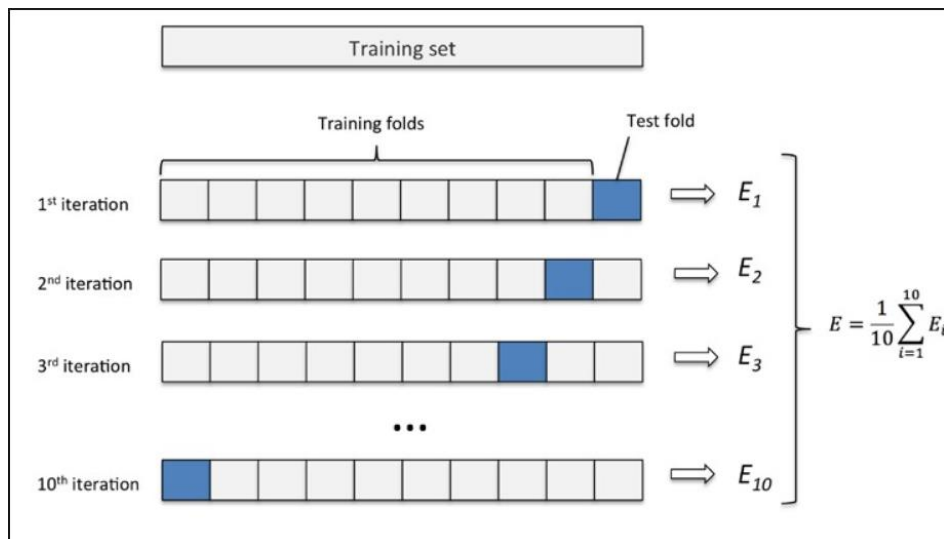 Training set
Training folds
Test fold
1st iteration
E1
2nd iteration
E2
3rd iteration
E3
E = 1/10 ∑ i=1 10 Ei
...
10th iteration
E10